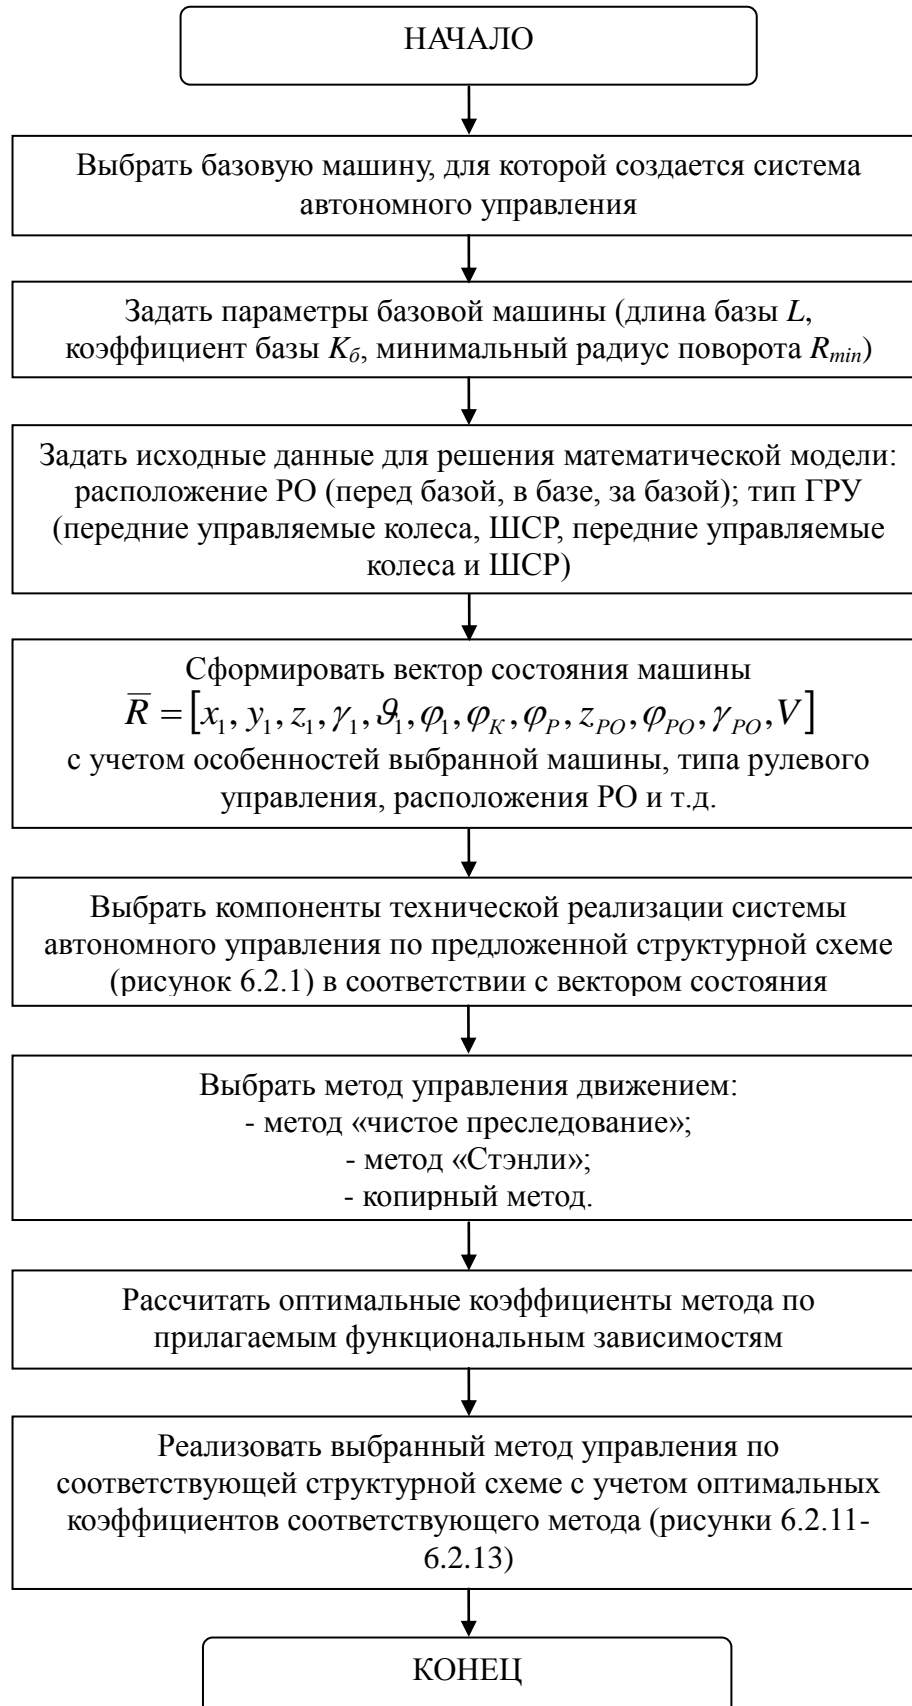 НАЧАЛО
Выбрать базовую машину, для которой создается система
автономного управления
Задать параметры базовой машины (длина базы L,
коэффициент базы Kб, минимальный радиус поворота Rmin)
Задать исходные данные для решения математической модели:
расположение РО (перед базой, в базе, за базой); тип ГРУ
(передние управляемые колеса, ШСР, передние управляемые
колеса и ШСР)
Сформировать вектор состояния машины
R̅ = [x₁, y₁, z₁, γ₁, ϑ₁, φ₁, φ_К, φ_Р, z_РО, φ_РО, γ_РО, V]
с учетом особенностей выбранной машины, типа рулевого
управления, расположения РО и т.д.
Выбрать компоненты технической реализации системы
автономного управления по предложенной структурной схеме
(рисунок 6.2.1) в соответствии с вектором состояния
Выбрать метод управления движением:
- метод «чистое преследование»;
- метод «Стэнли»;
- копирный метод.
Рассчитать оптимальные коэффициенты метода по
прилагаемым функциональным зависимостям
Реализовать выбранный метод управления по
соответствующей структурной схеме с учетом оптимальных
коэффициентов соответствующего метода (рисунки 6.2.11-
6.2.13)
КОНЕЦ